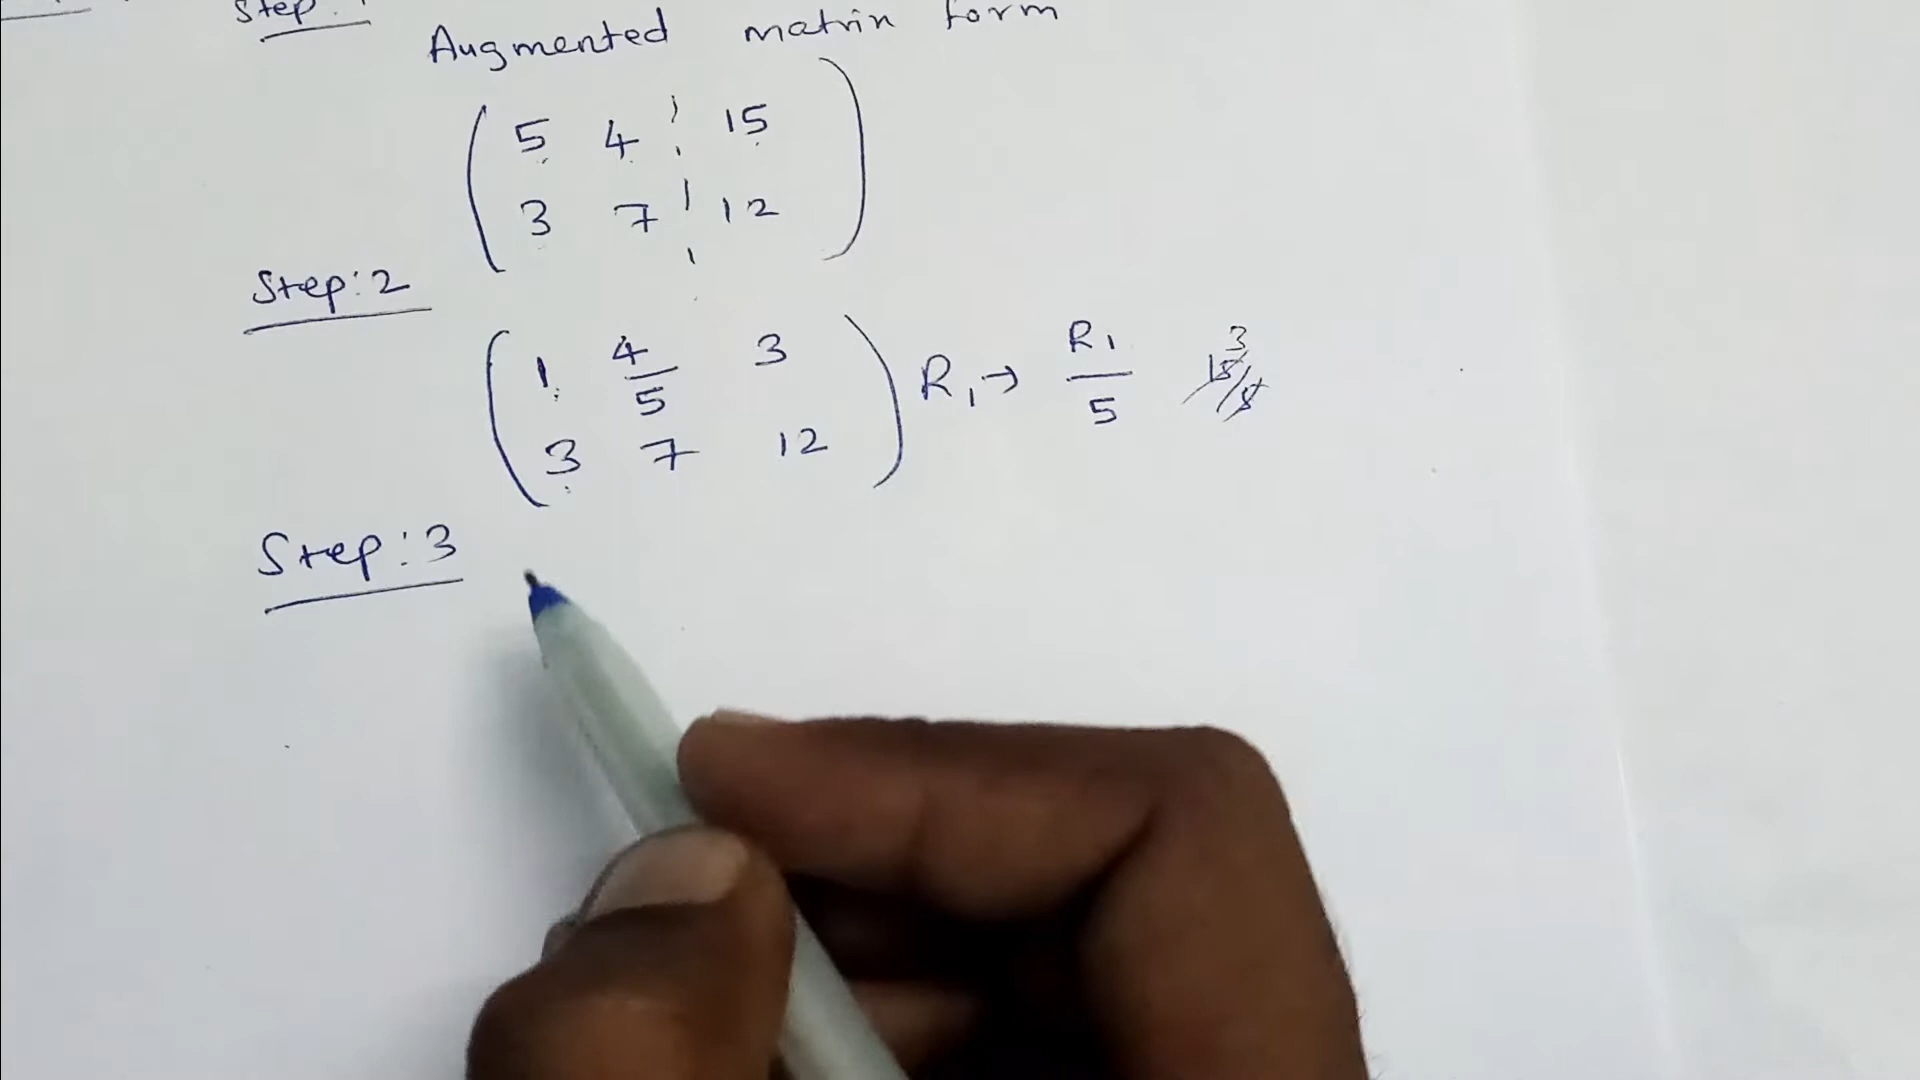 Step:
Augmented matrix form
5 4 15
3 7 12
Step:2
1 4/5 3 R1→ R1/5 15/5 3
3 7 12
Step:3